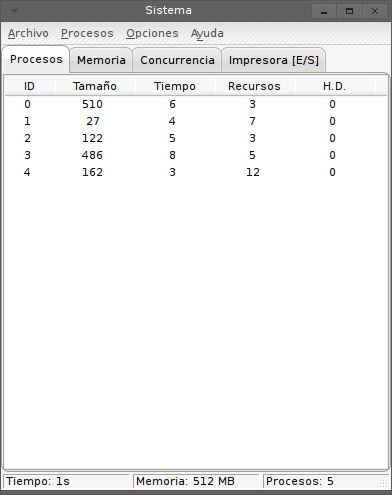 Sistema
Archivo Procesos Opciones Ayuda
Procesos Memoria Concurrencia Impresora [E/S]
ID Tamaño Tiempo Recursos H.D.
0 510 6 3 0
1 27 4 7 0
2 122 5 3 0
3 486 8 5 0
4 162 3 12 0
Tiempo: 1s Memoria: 512 MB Procesos: 5